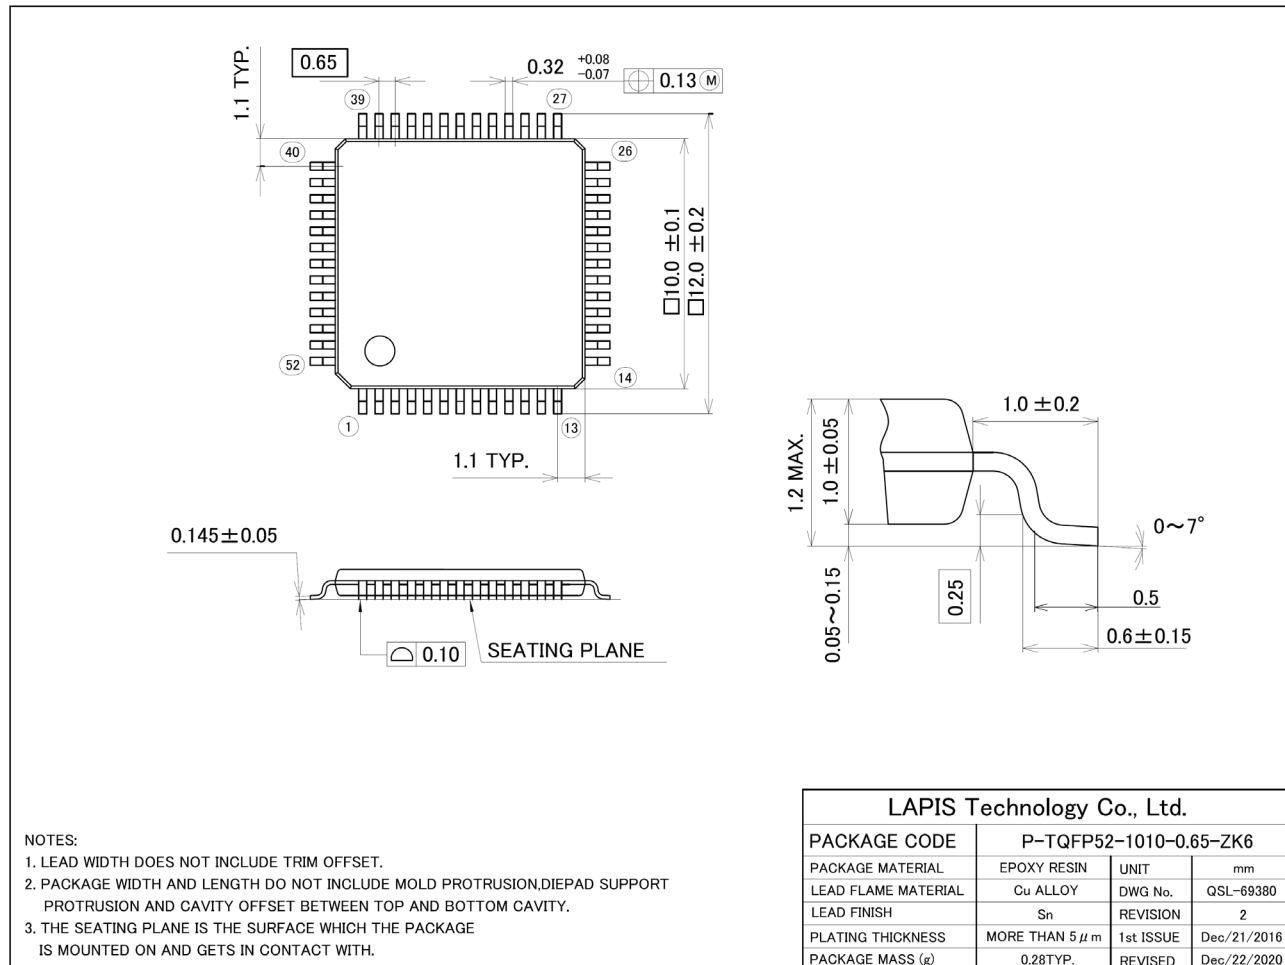 1.1 TYP.
0.65
0.32 +0.08 -0.07
0.13 Ⓜ
39
27
40
26
□10.0 ±0.1
□12.0 ±0.2
52
14
1
13
1.1 TYP.
0.145±0.05
0.10
SEATING PLANE
1.0 ±0.2
1.2 MAX.
1.0 ±0.05
0~7°
0.05~0.15
0.25
0.5
0.6±0.15
NOTES:
1. LEAD WIDTH DOES NOT INCLUDE TRIM OFFSET.
2. PACKAGE WIDTH AND LENGTH DO NOT INCLUDE MOLD PROTRUSION,DIEPAD SUPPORT
PROTRUSION AND CAVITY OFFSET BETWEEN TOP AND BOTTOM CAVITY.
3. THE SEATING PLANE IS THE SURFACE WHICH THE PACKAGE
IS MOUNTED ON AND GETS IN CONTACT WITH.
LAPIS Technology Co., Ltd.
PACKAGE CODE P-TQFP52-1010-0.65-ZK6
PACKAGE MATERIAL EPOXY RESIN UNIT mm
LEAD FLAME MATERIAL Cu ALLOY DWG No. QSL-69380
LEAD FINISH Sn REVISION 2
PLATING THICKNESS MORE THAN 5μm 1st ISSUE Dec/21/2016
PACKAGE MASS (g) 0.28TYP. REVISED Dec/22/2020